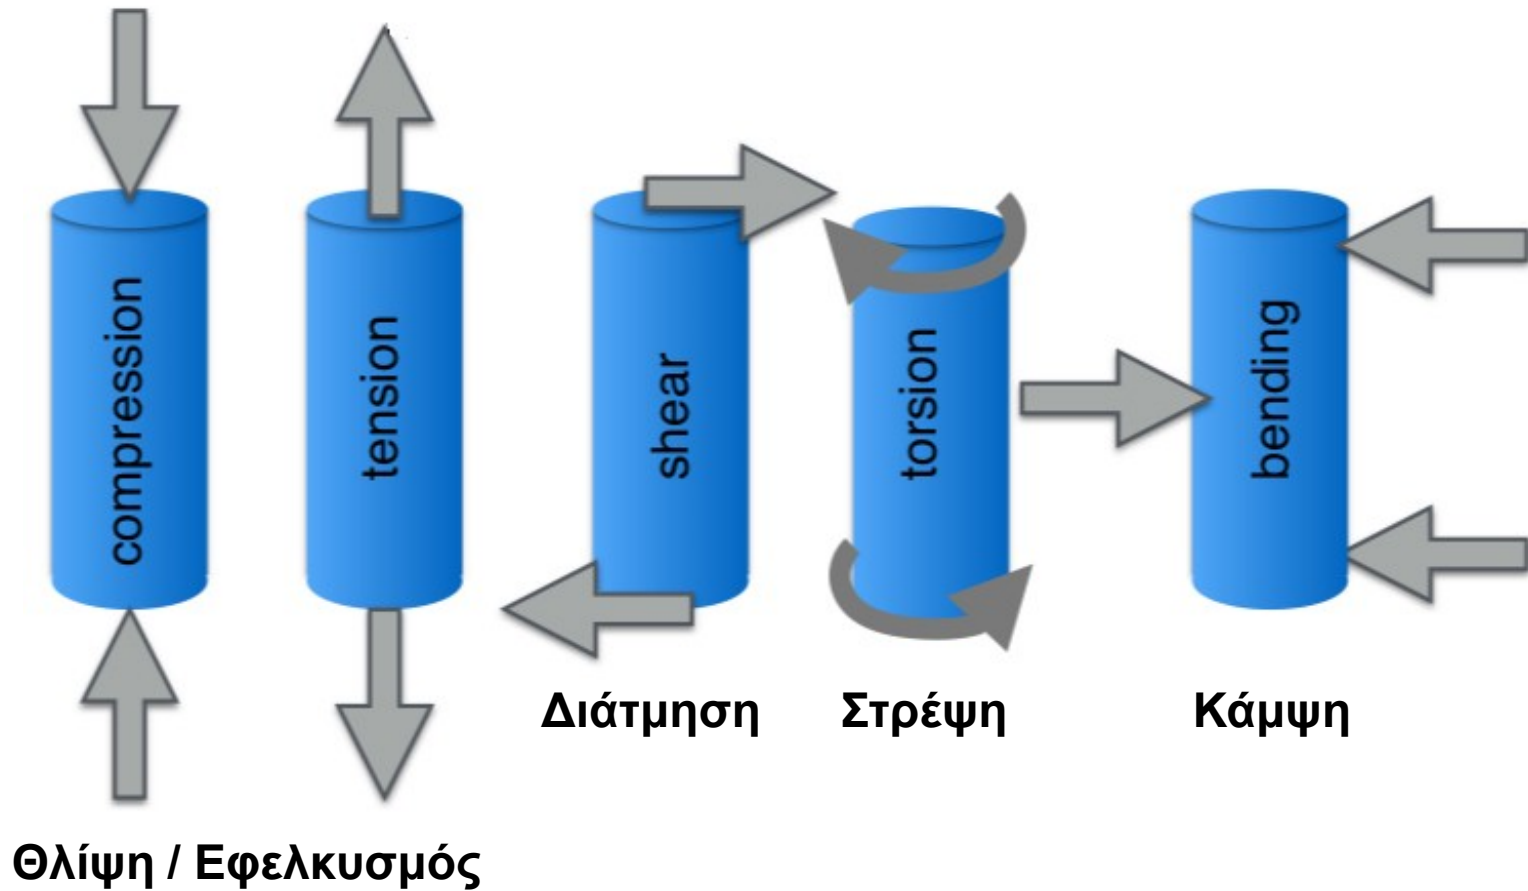 compression
tension
shear
torsion
bending
Διάτμηση
Στρέψη
Κάμψη
Θλίψη / Εφελκυσμός